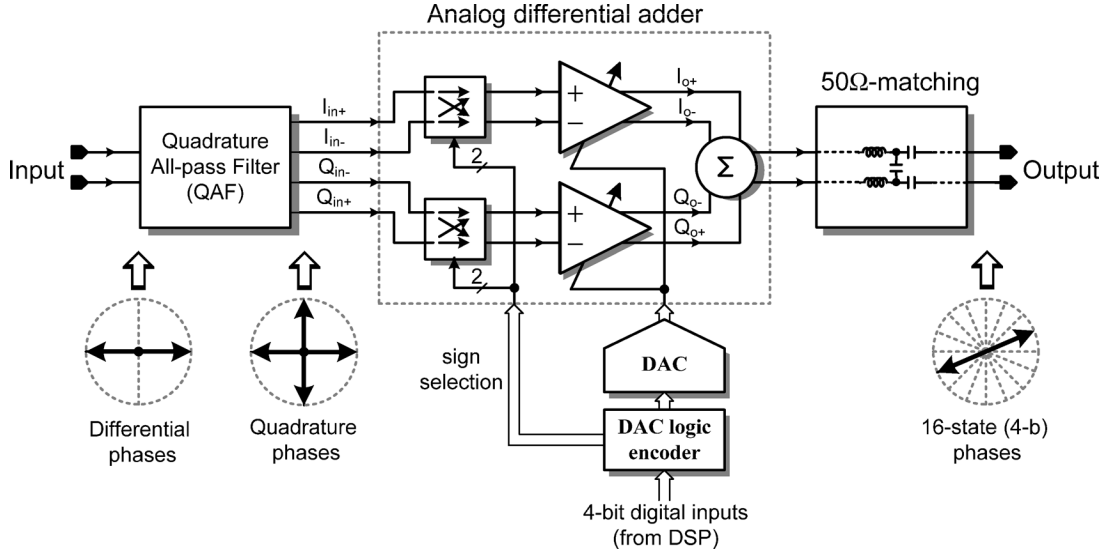 Analog differential adder
50Ω-matching
Input
Quadrature
All-pass Filter
(QAF)
Iin+
Iin-
Qin-
Qin+
2
2
+
−
+
−
Io+
Io-
Qo-
Qo+
Σ
Output
sign
selection
DAC
DAC logic
encoder
4-bit digital inputs
(from DSP)
Differential
phases
Quadrature
phases
16-state (4-b)
phases